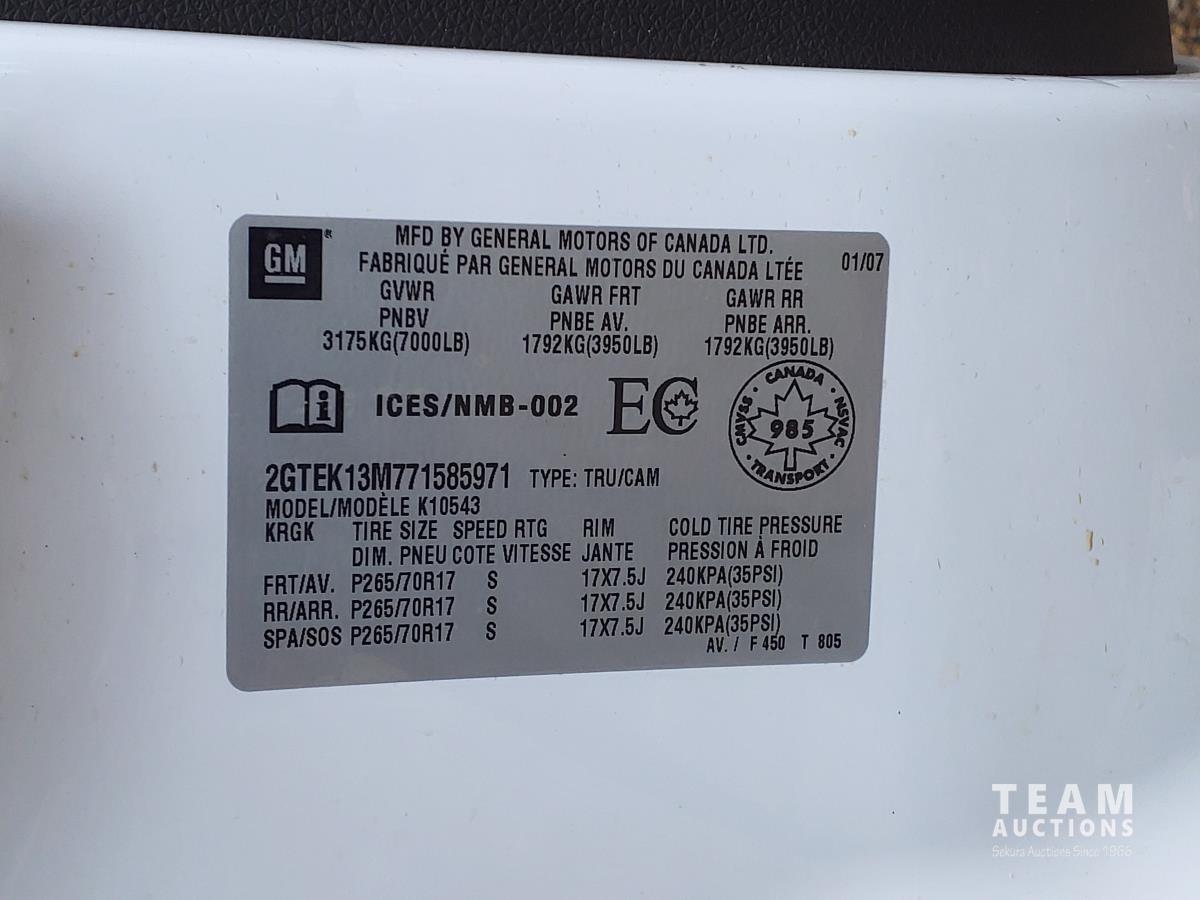 GM®
MFD BY GENERAL MOTORS OF CANADA LTD.
FABRIQUÉ PAR GENERAL MOTORS DU CANADA LTÉE
01/07
GVWR GAWR FRT GAWR RR
PNBV PNBE AV. PNBE ARR.
3175KG(7000LB) 1792KG(3950LB) 1792KG(3950LB)
i ICES/NMB-002 EC
CANADA
CMVSS 985 NSVAC
TRANSPORT
2GTEK13M771585971 TYPE: TRU/CAM
MODEL/MODÈLE K10543
KRGK TIRE SIZE SPEED RTG RIM COLD TIRE PRESSURE
DIM. PNEU COTE VITESSE JANTE PRESSION À FROID
FRT/AV. P265/70R17 S 17X7.5J 240KPA(35PSI)
RR/ARR. P265/70R17 S 17X7.5J 240KPA(35PSI)
SPA/SOS P265/70R17 S 17X7.5J 240KPA(35PSI)
AV. / F 450 T 805
TEAM
AUCTIONS
Sekura Auctions Since 1966